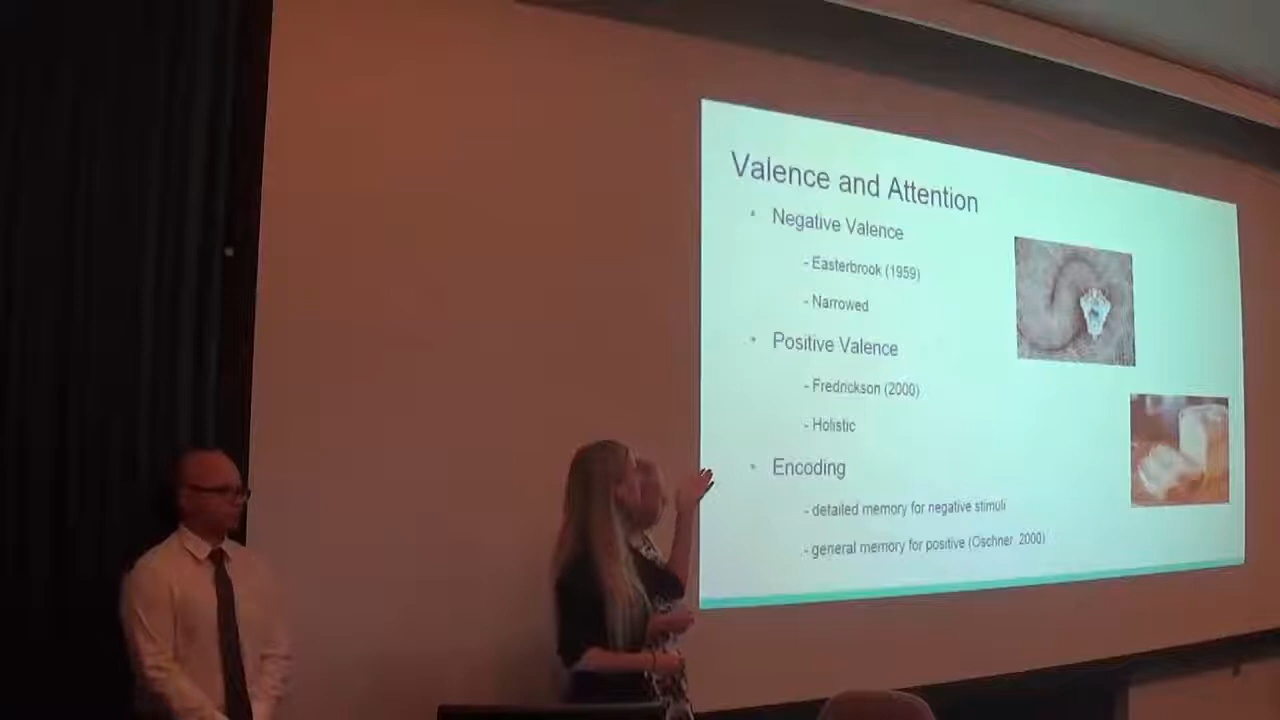 Valence and Attention
• Negative Valence
- Easterbrook (1959)
- Narrowed
• Positive Valence
- Fredrickson (2000)
- Holistic
• Encoding
- detailed memory for negative stimuli
- general memory for positive (Oschner 2000)